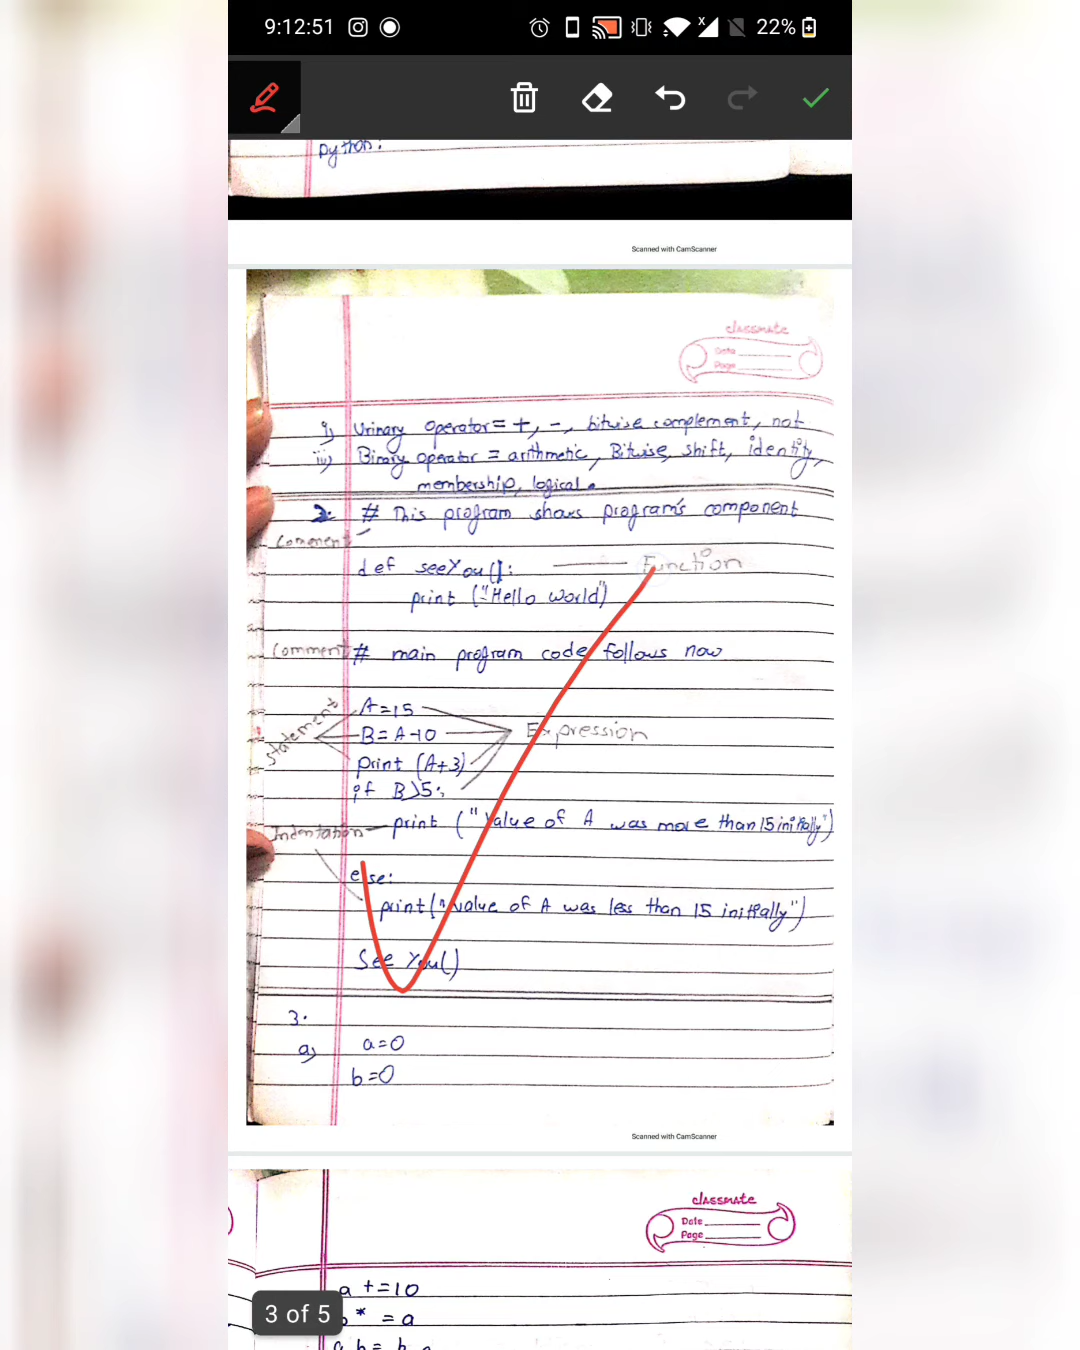 9:12:51 22%
python:
Scanned with CamScanner
classmate
Date
Page
i) Urinary operator = +, -, bitwise complement, not
ii) Binary operator = arithmetic, Bitwise, shift, identity,
membership, logical.
2. # This program shows program's component
Comment
def seeYou(): Function
print ("Hello world")
Comment # main program code follows now
A=15
Statement B = A-10 Expression
print (A+3)
if B>5:
Indentation print ("Value of A was more than 15 initially")
else:
print("value of A was less than 15 initially")
See You()
3.
a) a=0
b=0
Scanned with CamScanner
classmate
Date
Page
a +=10
* = a
3 of 5